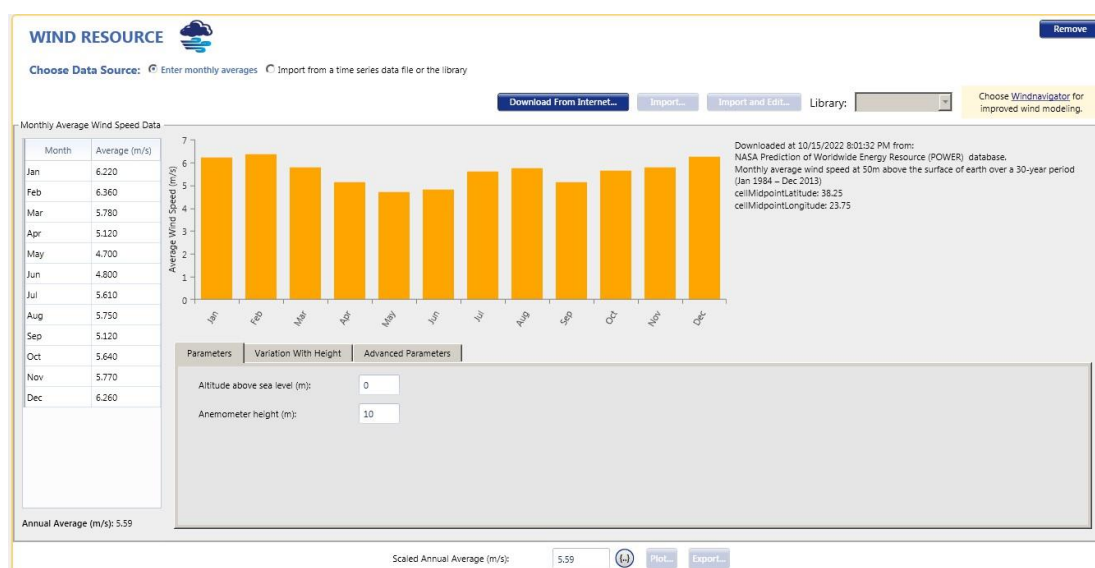 WIND RESOURCE
Remove
Choose Data Source: Enter monthly averages Import from a time series data file or the library
Download From Internet... Import... Import and Edit... Library:
Choose Windnavigator for
improved wind modeling.
Monthly Average Wind Speed Data
Month Average (m/s)
Jan 6.220
Feb 6.360
Mar 5.780
Apr 5.120
May 4.700
Jun 4.800
Jul 5.610
Aug 5.750
Sep 5.120
Oct 5.640
Nov 5.770
Dec 6.260
Annual Average (m/s): 5.59
Average Wind Speed (m/s)
7
6
5
4
3
2
1
0
Jan Feb Mar Apr May Jun Jul Aug Sep Oct Nov Dec
Downloaded at 10/15/2022 8:01:32 PM from:
NASA Prediction of Worldwide Energy Resource (POWER) database.
Monthly average wind speed at 50m above the surface of earth over a 30-year period
(Jan 1984 – Dec 2013)
cellMidpointLatitude: 38.25
cellMidpointLongitude: 23.75
Parameters Variation With Height Advanced Parameters
Altitude above sea level (m): 0
Anemometer height (m): 10
Scaled Annual Average (m/s): 5.59 (..) Plot... Export...